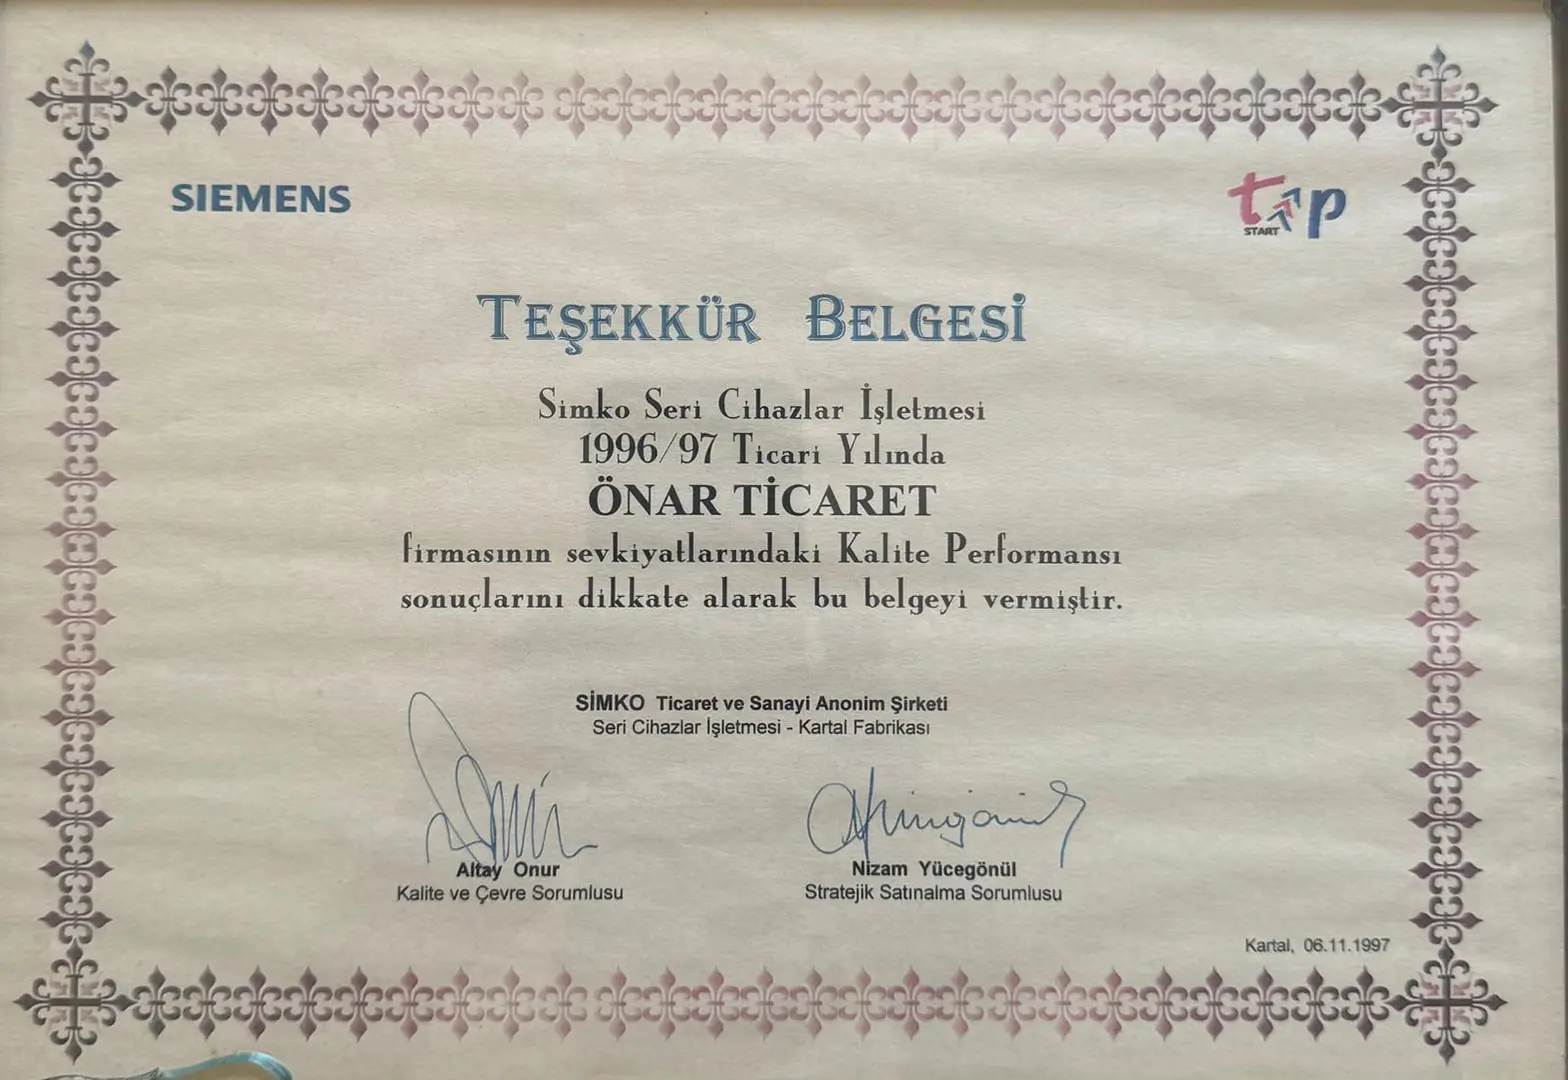 SIEMENS
top
START
TEŞEKKÜR BELGESİ
Simko Seri Cihazlar İşletmesi
1996/97 Ticari Yılında
ÖNAR TİCARET
firmasının sevkiyatlarındaki Kalite Performansı
sonuçlarını dikkate alarak bu belgeyi vermiştir.
SİMKO Ticaret ve Sanayi Anonim Şirketi
Seri Cihazlar İşletmesi - Kartal Fabrikası
Altay Onur
Kalite ve Çevre Sorumlusu
Nizam Yücegönül
Stratejik Satınalma Sorumlusu
Kartal, 06.11.1997